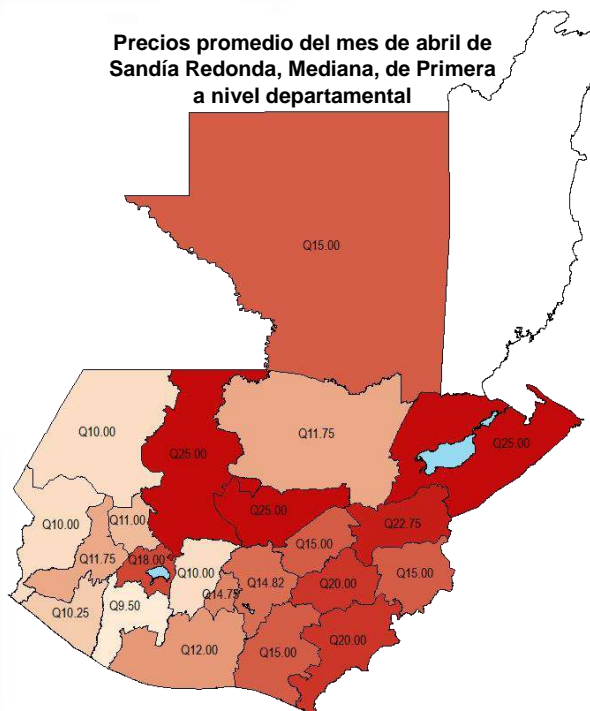 Precios promedio del mes de abril de
Sandía Redonda, Mediana, de Primera
a nivel departamental
Q15.00
Q10.00
Q25.00
Q11.75
Q25.00
Q10.00
Q11.00
Q25.00
Q22.75
Q11.75
Q18.00
Q10.00
Q15.00
Q14.82
Q20.00
Q15.00
Q10.25
Q9.50
Q14.75
Q12.00
Q15.00
Q20.00